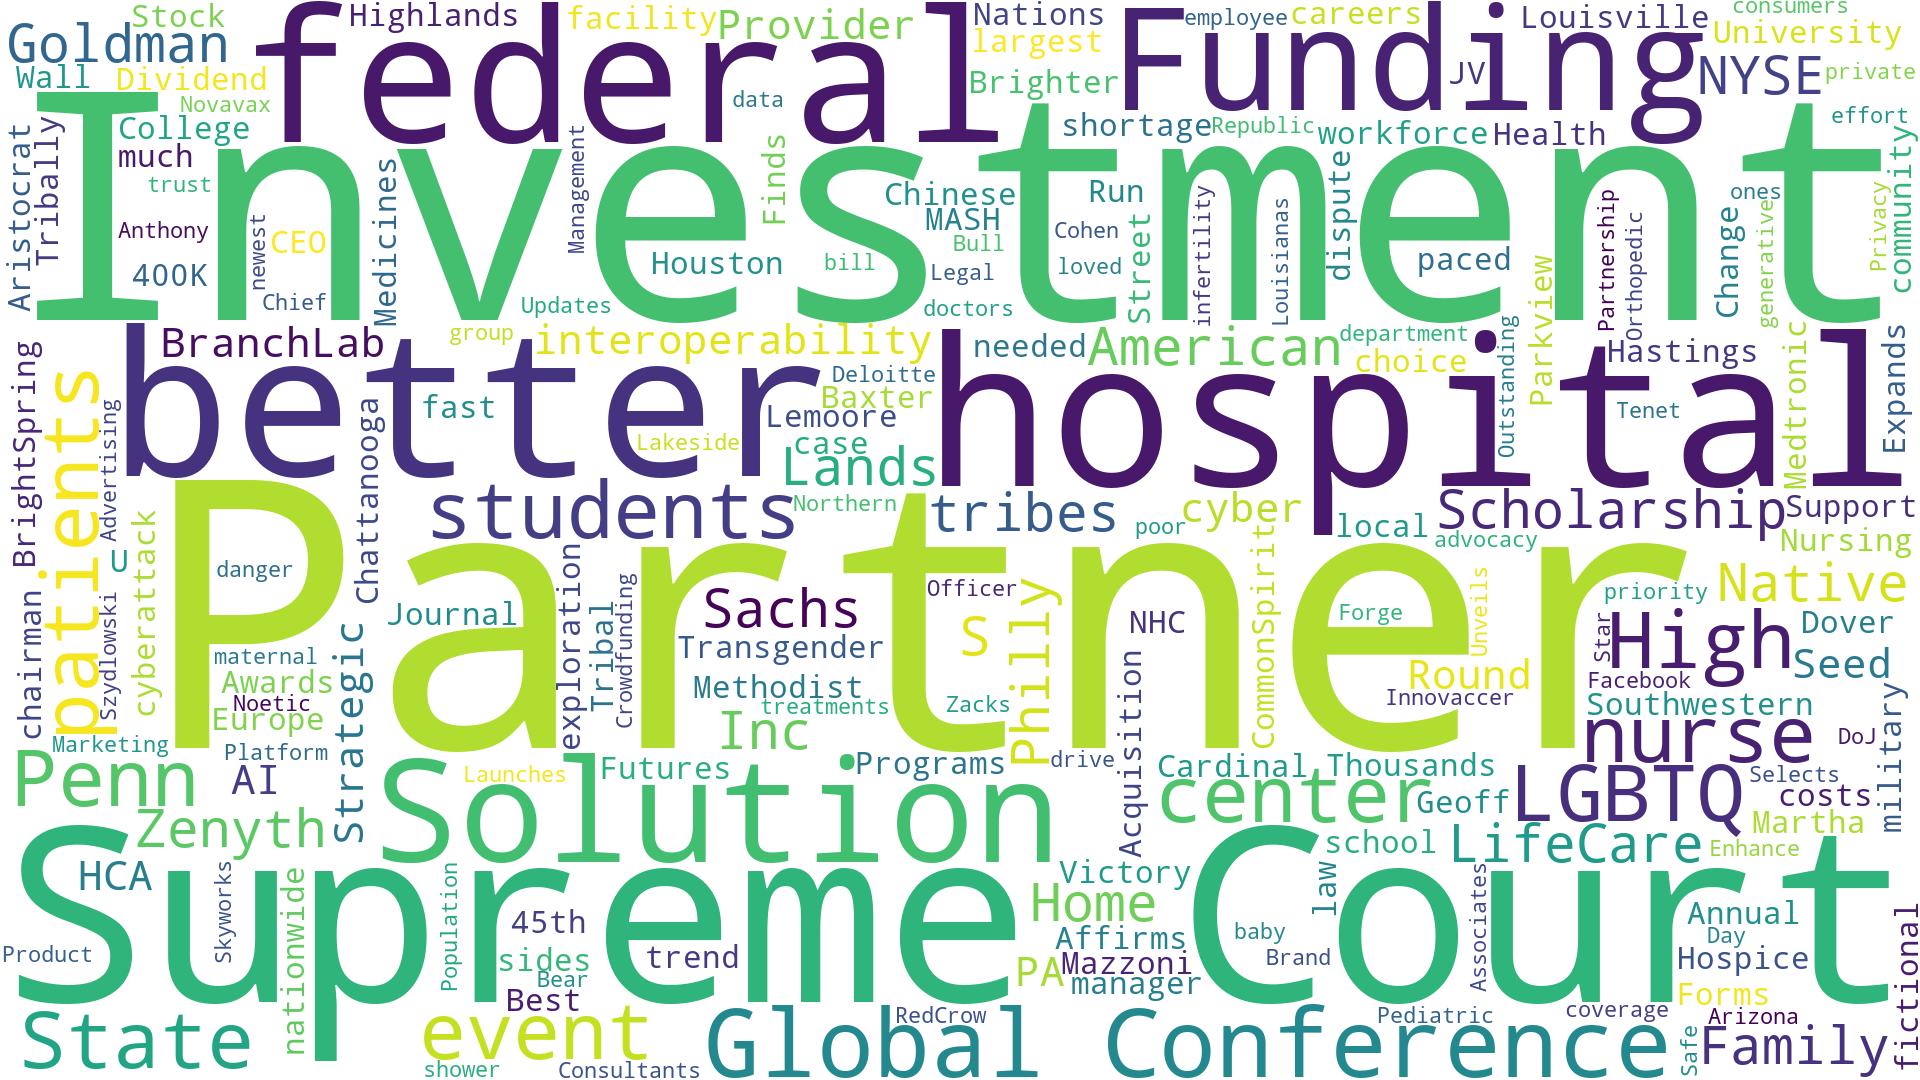 Stock
Highlands
facility
Provider
Nations
employee
careers
Louisville
consumers
Goldman
federal
largest
Funding
University
Wall
Dividend
Brighter
JV
NYSE
private
Novavax
data
College
shortage
Republic
workforce
Health
effort
Aristocrat
Tribally
much
Investment
community
trust
Medicines
Management
Finds
Chinese
Run
dispute
ones
Privacy
Anthony
newest
CEO
MASH
Cohen
Street
infertility
Louisianas
Partnership
Orthopedic
Change
generative
400K
Chief
Houston
bill
Bull
Legal
loved
paced
Updates
doctors
Parkview
BranchLab
group
interoperability
needed
American
department
choice
Outstanding
Hastings
Medtronic
Expands
BrightSpring
patients
Advertising
better
Chattanooga
fast
Deloitte
Baxter
Lemoore
hospital
Tenet
Lakeside
case
Lands
students
Northern
tribes
poor
cyber
local
Scholarship
Support
advocacy
Nursing
U
cyberattack
danger
Partner
exploration
Officer
CommonSpirit
Forge
Unveils
priority
Native
chairman
Szydlowski
Strategic
Journal
Tribal
Crowdfunding
Sachs
S
Philly
NHC
Star
High
Dover
maternal
Transgender
Acquisition
Round
Seed
Awards
Methodist
Facebook
Noetic
treatments
Zacks
Innovaccer
Southwestern
military
Europe
Inc
nurse
DoJ
Marketing
Platform
drive
Penn
AI
Launches
Futures
Programs
Cardinal
Thousands
Selects
Solution
center
Geoff
LGBTQ
costs
Zenyth
school
LifeCare
Martha
Enhance
HCA
Skyworks
nationwide
Population
Supreme
Victory
law
Court
Associates
Home
45th
Affirms
baby
Annual
Day
Product
sides
trend
PA
Mazzoni
Brand
Hospice
fictional
Bear
manager
Best
Forms
State
event
Global
RedCrow
Conference
Pediatric
coverage
Arizona
Safe
Family
shower
Consultants